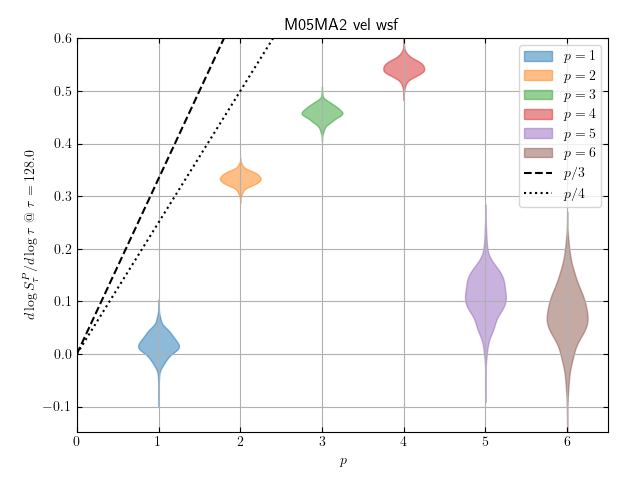 M05MA2 vel wsf
d log S_τ^P / d log τ @ τ = 128.0
0.6
0.5
0.4
0.3
0.2
0.1
0.0
−0.1
0 1 2 3 4 5 6
p
p = 1
p = 2
p = 3
p = 4
p = 5
p = 6
p/3
p/4